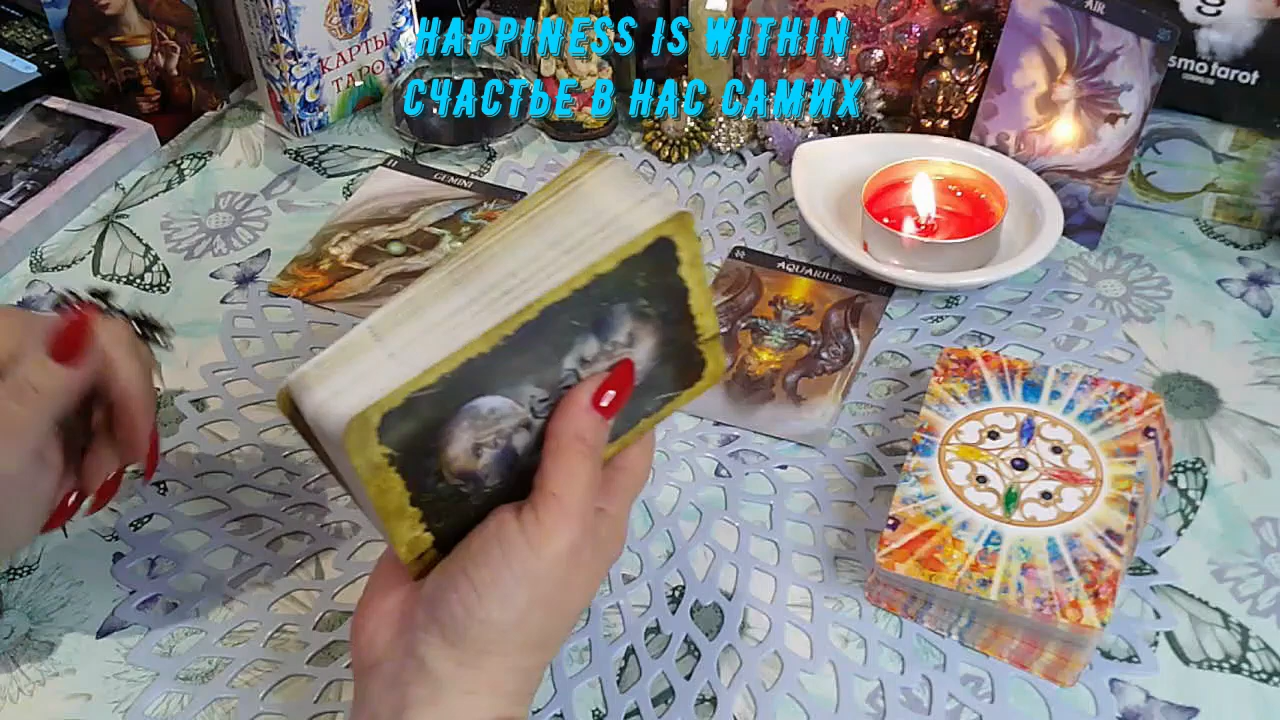 HAPPINESS IS WITHIN
СЧАСТЬЕ В НАС САМИХ
КАРТЫ
ТАРО
AIR
smo tarot
GEMINI
AQUARIUS